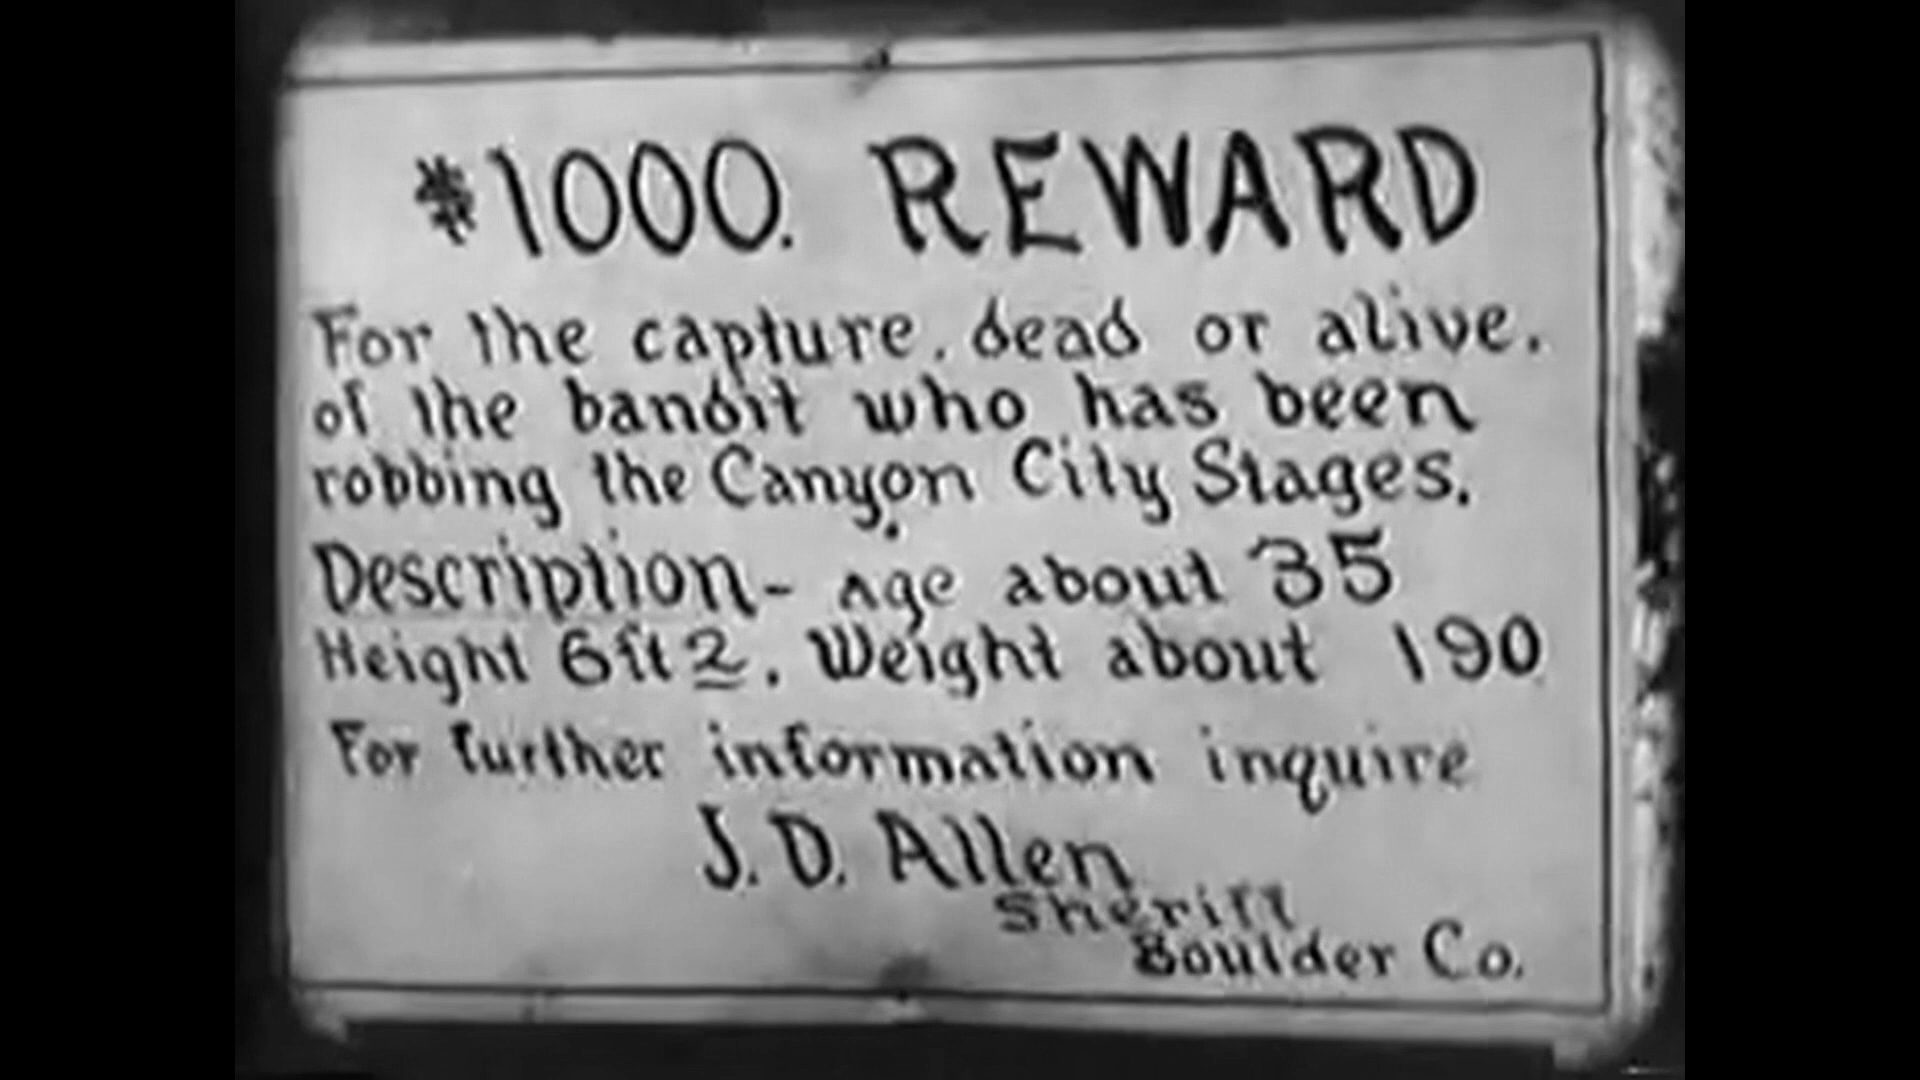 $1000. REWARD
For the capture, dead or alive,
of the bandit who has been
robbing the Canyon City Stages.
Description- age about 35
Height 6ft 2. Weight about 190
For further information inquire
J. D. Allen
Sheriff
Boulder Co.